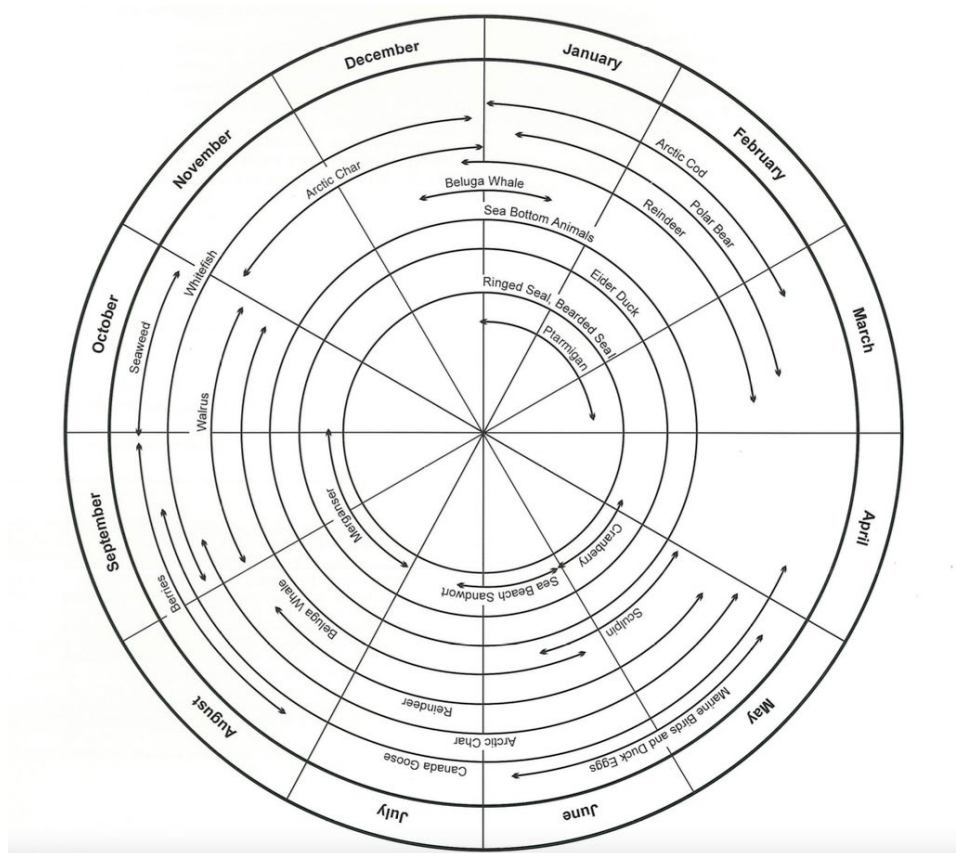 January
February
March
April
May
June
July
August
September
October
November
December
Arctic Cod
Polar Bear
Reindeer
Beluga Whale
Sea Bottom Animals
Eider Duck
Ringed Seal, Bearded Seal
Ptarmigan
Arctic Char
Whitefish
Seaweed
Walrus
Merganser
Cranberry
Sea Beach Sandwort
Sculpin
Beluga Whale
Berries
Reindeer
Arctic Char
Canada Goose
Marine Birds and Duck Eggs